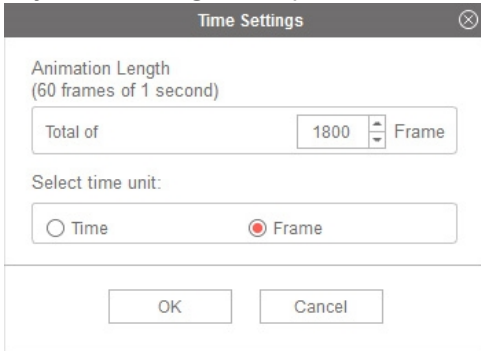 Time Settings
Animation Length
(60 frames of 1 second)
Total of 1800 Frame
Select time unit:
Time Frame
OK Cancel